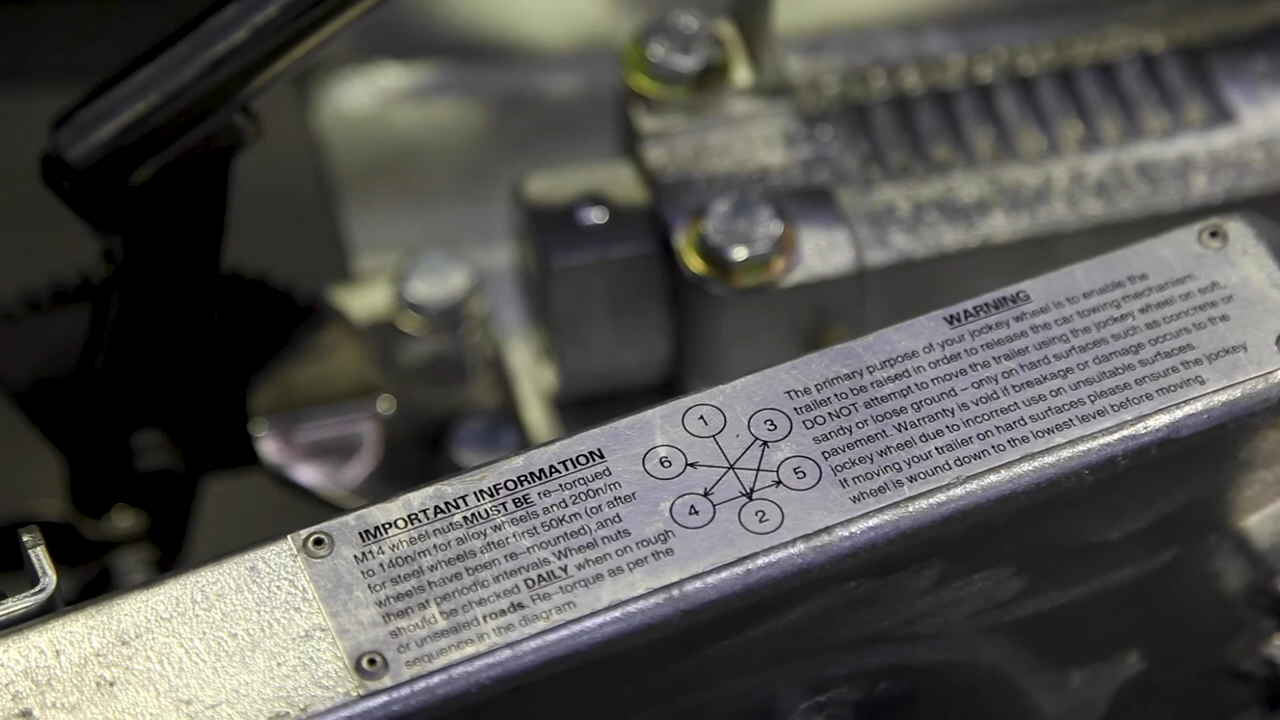 IMPORTANT INFORMATION
M14 wheel nuts MUST BE re-torqued
to 140n/m for alloy wheels and 200n/m
for steel wheels after first 50Km (or after
wheels have been re-mounted),and
then at periodic intervals.Wheel nuts
should be checked DAILY when on rough
or unsealed roads. Re-torque as per the
sequence in the diagram
1
3
6
5
4
2
WARNING
The primary purpose of your jockey wheel is to enable the
trailer to be raised in order to release the car towing mechanism.
DO NOT attempt to move the trailer using the jockey wheel on soft,
sandy or loose ground – only on hard surfaces such as concrete or
pavement. Warranty is void if breakage or damage occurs to the
jockey wheel due to incorrect use on unsuitable surfaces.
If moving your trailer on hard surfaces please ensure the jockey
wheel is wound down to the lowest level before moving.